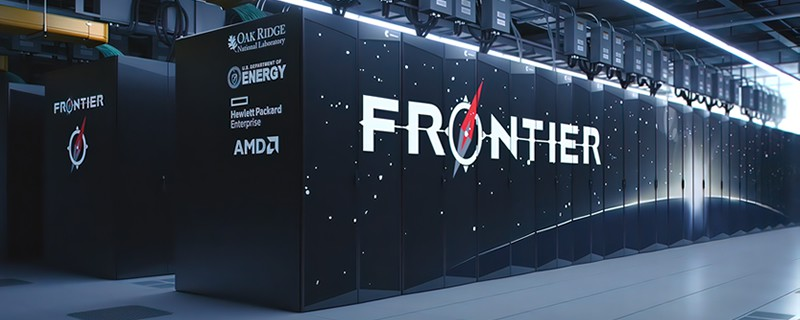 FRONTIER
OAK RIDGE
National Laboratory
U.S. DEPARTMENT OF
ENERGY
Hewlett Packard
Enterprise
AMD
FRONTIER